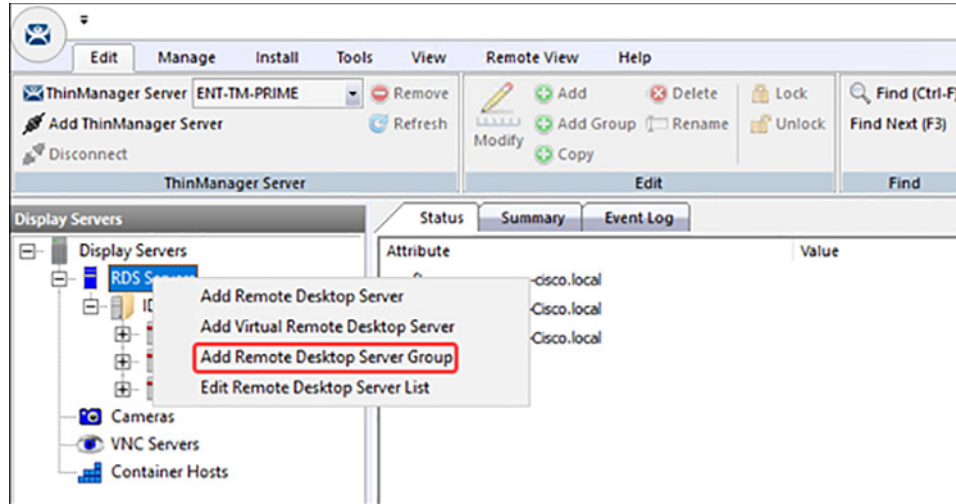 Edit Manage Install Tools View Remote View Help
ThinManager Server ENT-TM-PRIME Remove
Add ThinManager Server Refresh
Disconnect
ThinManager Server
Modify
Add Delete
Add Group Rename
Copy
Lock
Unlock
Edit
Find (Ctrl-F)
Find Next (F3)
Find
Display Servers
Status Summary Event Log
Attribute Value
Display Servers
RDS Servers
-cisco.local
-Cisco.local
-Cisco.local
Add Remote Desktop Server
Add Virtual Remote Desktop Server
Add Remote Desktop Server Group
Edit Remote Desktop Server List
Cameras
VNC Servers
Container Hosts